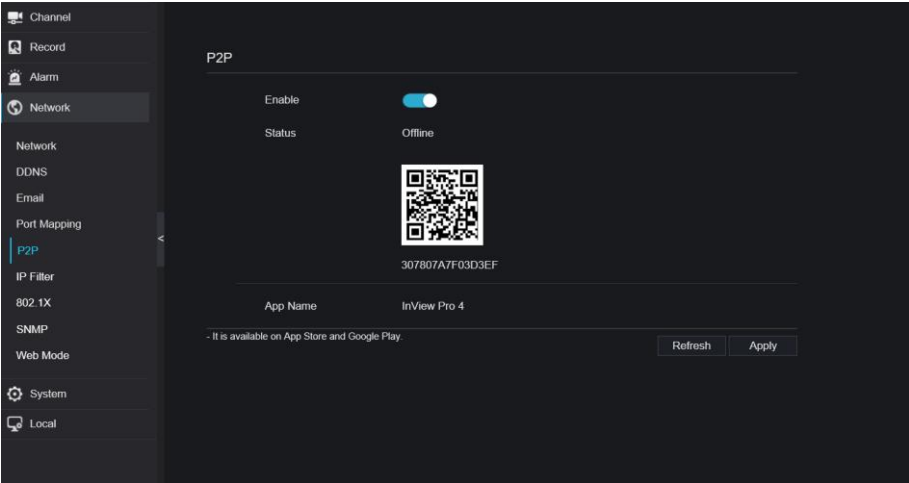 Channel
Record
Alarm
Network
Network
DDNS
Email
Port Mapping
P2P
IP Filter
802.1X
SNMP
Web Mode
System
Local
<
P2P
Enable
Status Offline
307807A7F03D3EF
App Name InView Pro 4
- It is available on App Store and Google Play.
Refresh Apply